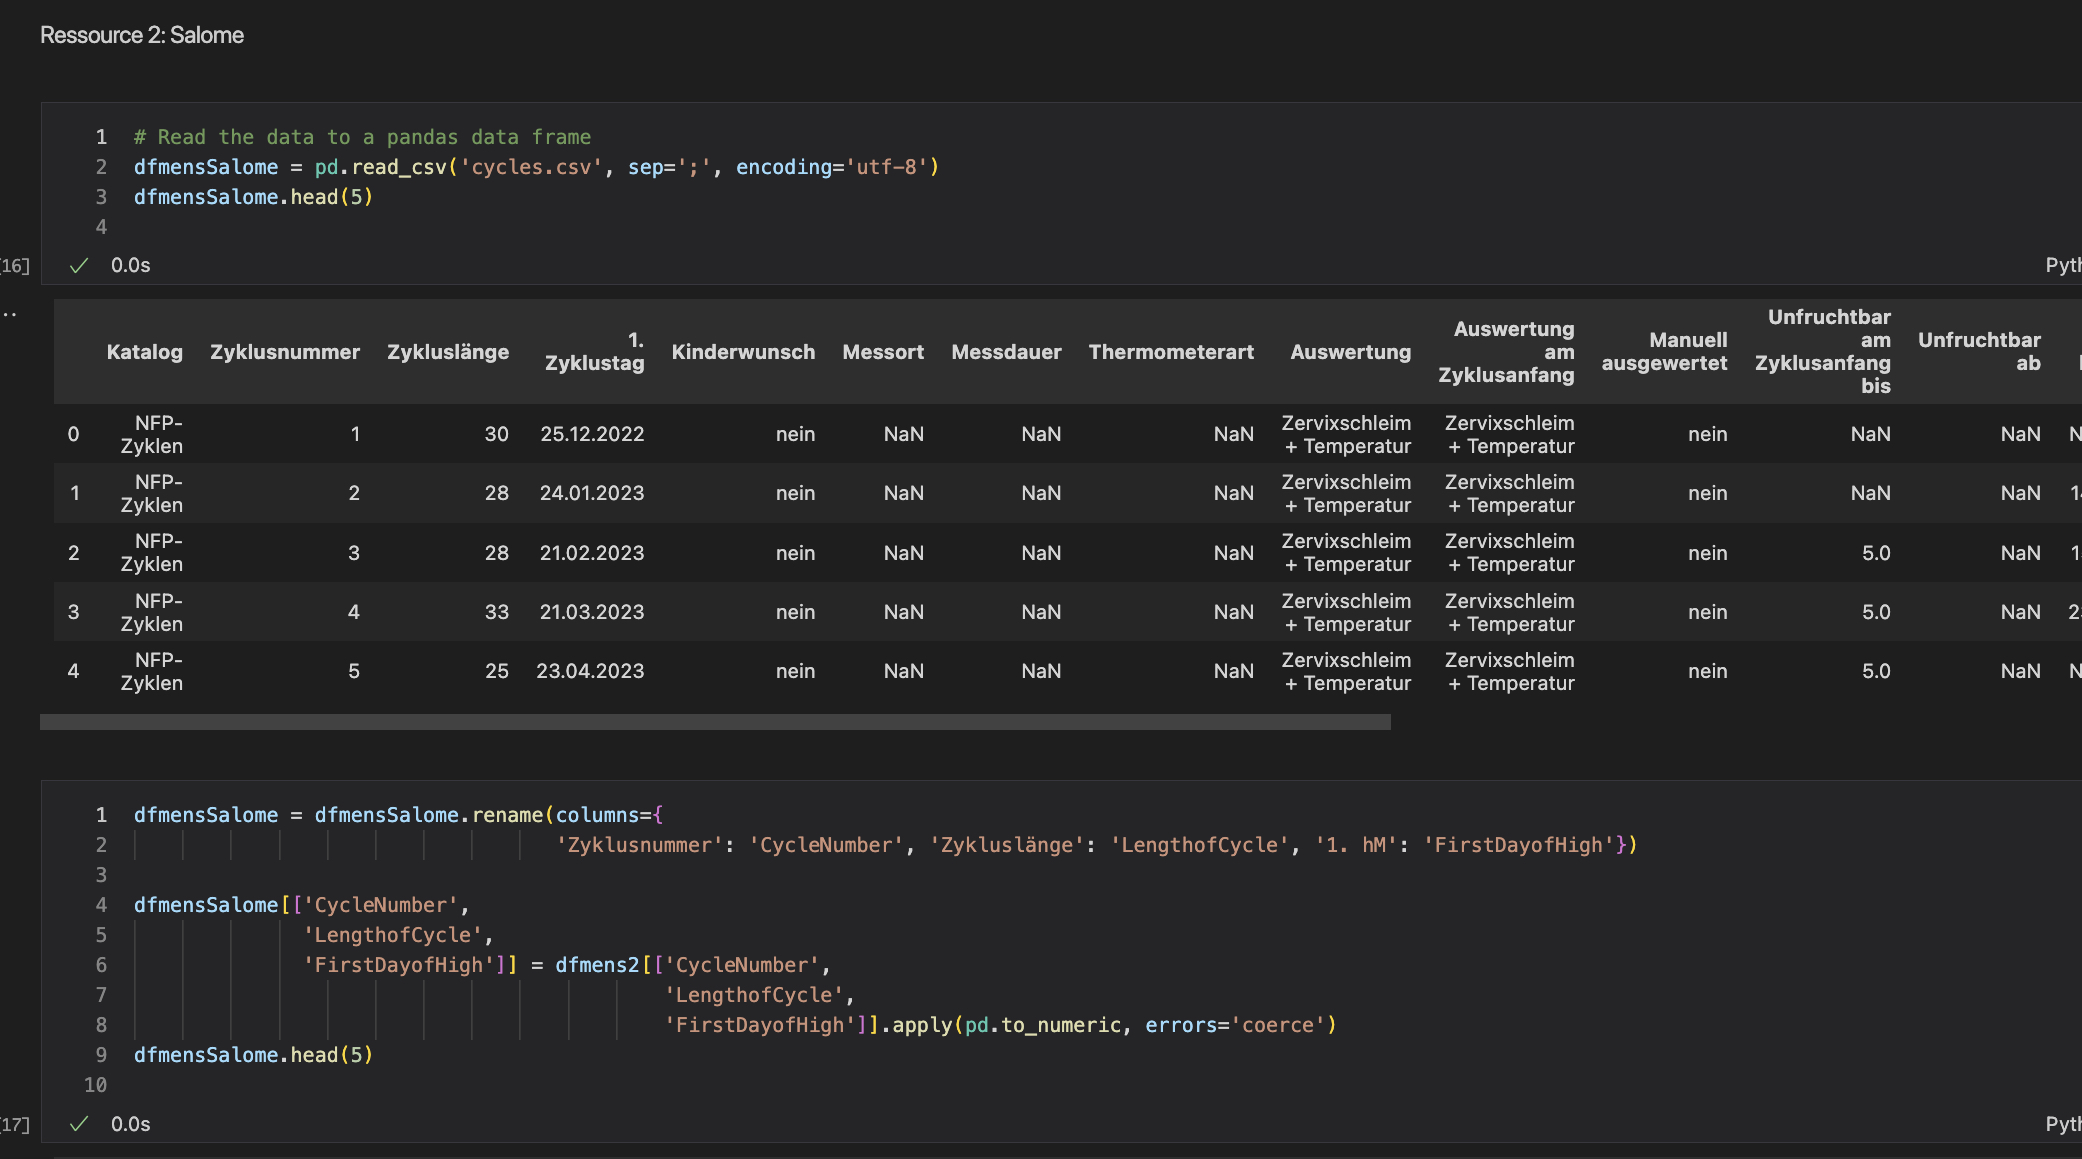 Ressource 2: Salome
1 # Read the data to a pandas data frame
2 dfmensSalome = pd.read_csv('cycles.csv', sep=';', encoding='utf-8')
3 dfmensSalome.head(5)
4
[16] ✓ 0.0s Pyth
..
Katalog Zyklusnummer Zykluslänge 1. Zyklustag Kinderwunsch Messort Messdauer Thermometerart Auswertung Auswertung am Zyklusanfang Manuell ausgewertet Unfruchtbar am Zyklusanfang bis Unfruchtbar ab
0 NFP-Zyklen 1 30 25.12.2022 nein NaN NaN NaN Zervixschleim + Temperatur Zervixschleim + Temperatur nein NaN NaN N
1 NFP-Zyklen 2 28 24.01.2023 nein NaN NaN NaN Zervixschleim + Temperatur Zervixschleim + Temperatur nein NaN NaN 14
2 NFP-Zyklen 3 28 21.02.2023 nein NaN NaN NaN Zervixschleim + Temperatur Zervixschleim + Temperatur nein 5.0 NaN 1
3 NFP-Zyklen 4 33 21.03.2023 nein NaN NaN NaN Zervixschleim + Temperatur Zervixschleim + Temperatur nein 5.0 NaN 2
4 NFP-Zyklen 5 25 23.04.2023 nein NaN NaN NaN Zervixschleim + Temperatur Zervixschleim + Temperatur nein 5.0 NaN N
1 dfmensSalome = dfmensSalome.rename(columns={
2 'Zyklusnummer': 'CycleNumber', 'Zykluslänge': 'LengthofCycle', '1. hM': 'FirstDayofHigh'})
3
4 dfmensSalome[['CycleNumber',
5 'LengthofCycle',
6 'FirstDayofHigh']] = dfmens2[['CycleNumber',
7 'LengthofCycle',
8 'FirstDayofHigh']].apply(pd.to_numeric, errors='coerce')
9 dfmensSalome.head(5)
10
[17] ✓ 0.0s Pyth